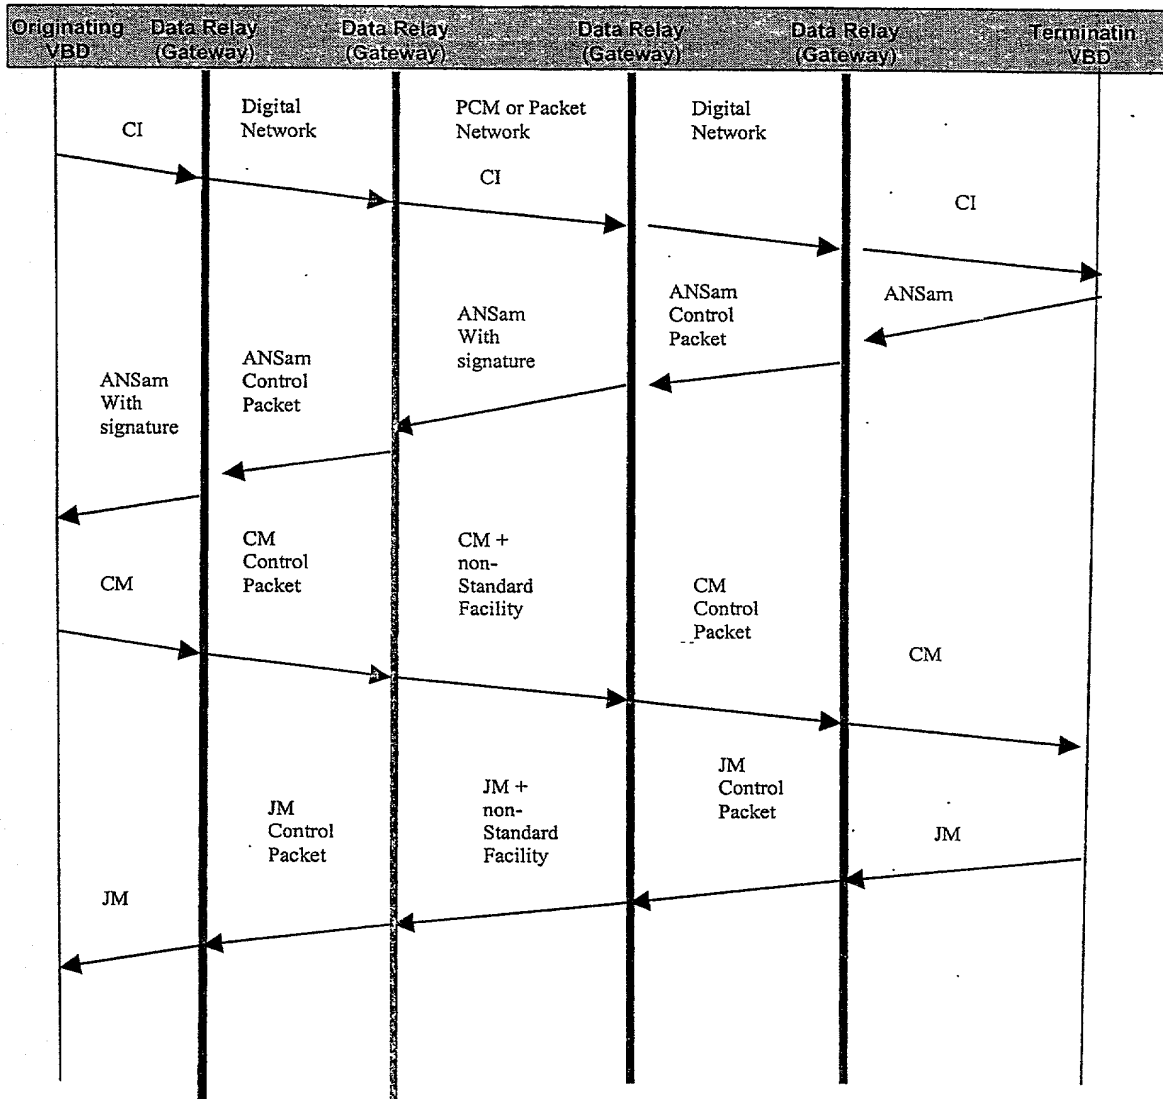 Originating Data Relay Data Relay Data Relay Data Relay Terminatin
VBD (Gateway) (Gateway) (Gateway) (Gateway) VBD
Digital
Network
PCM or Packet
Network
Digital
Network
CI
CI
CI
ANSam
ANSam
Control
Packet
ANSam
With
signature
ANSam
Control
Packet
ANSam
With
signature
CM
CM
Control
Packet
CM +
non-
Standard
Facility
CM
Control
Packet
CM
JM
JM
Control
Packet
JM +
non-
Standard
Facility
JM
Control
Packet
JM